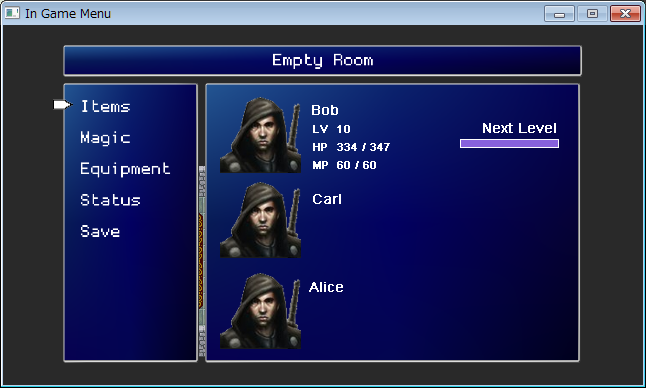 In Game Menu
Empty Room
Items
Magic
Equipment
Status
Save
Bob
LV 10
HP 334 / 347
MP 60 / 60
Next Level
Carl
Alice